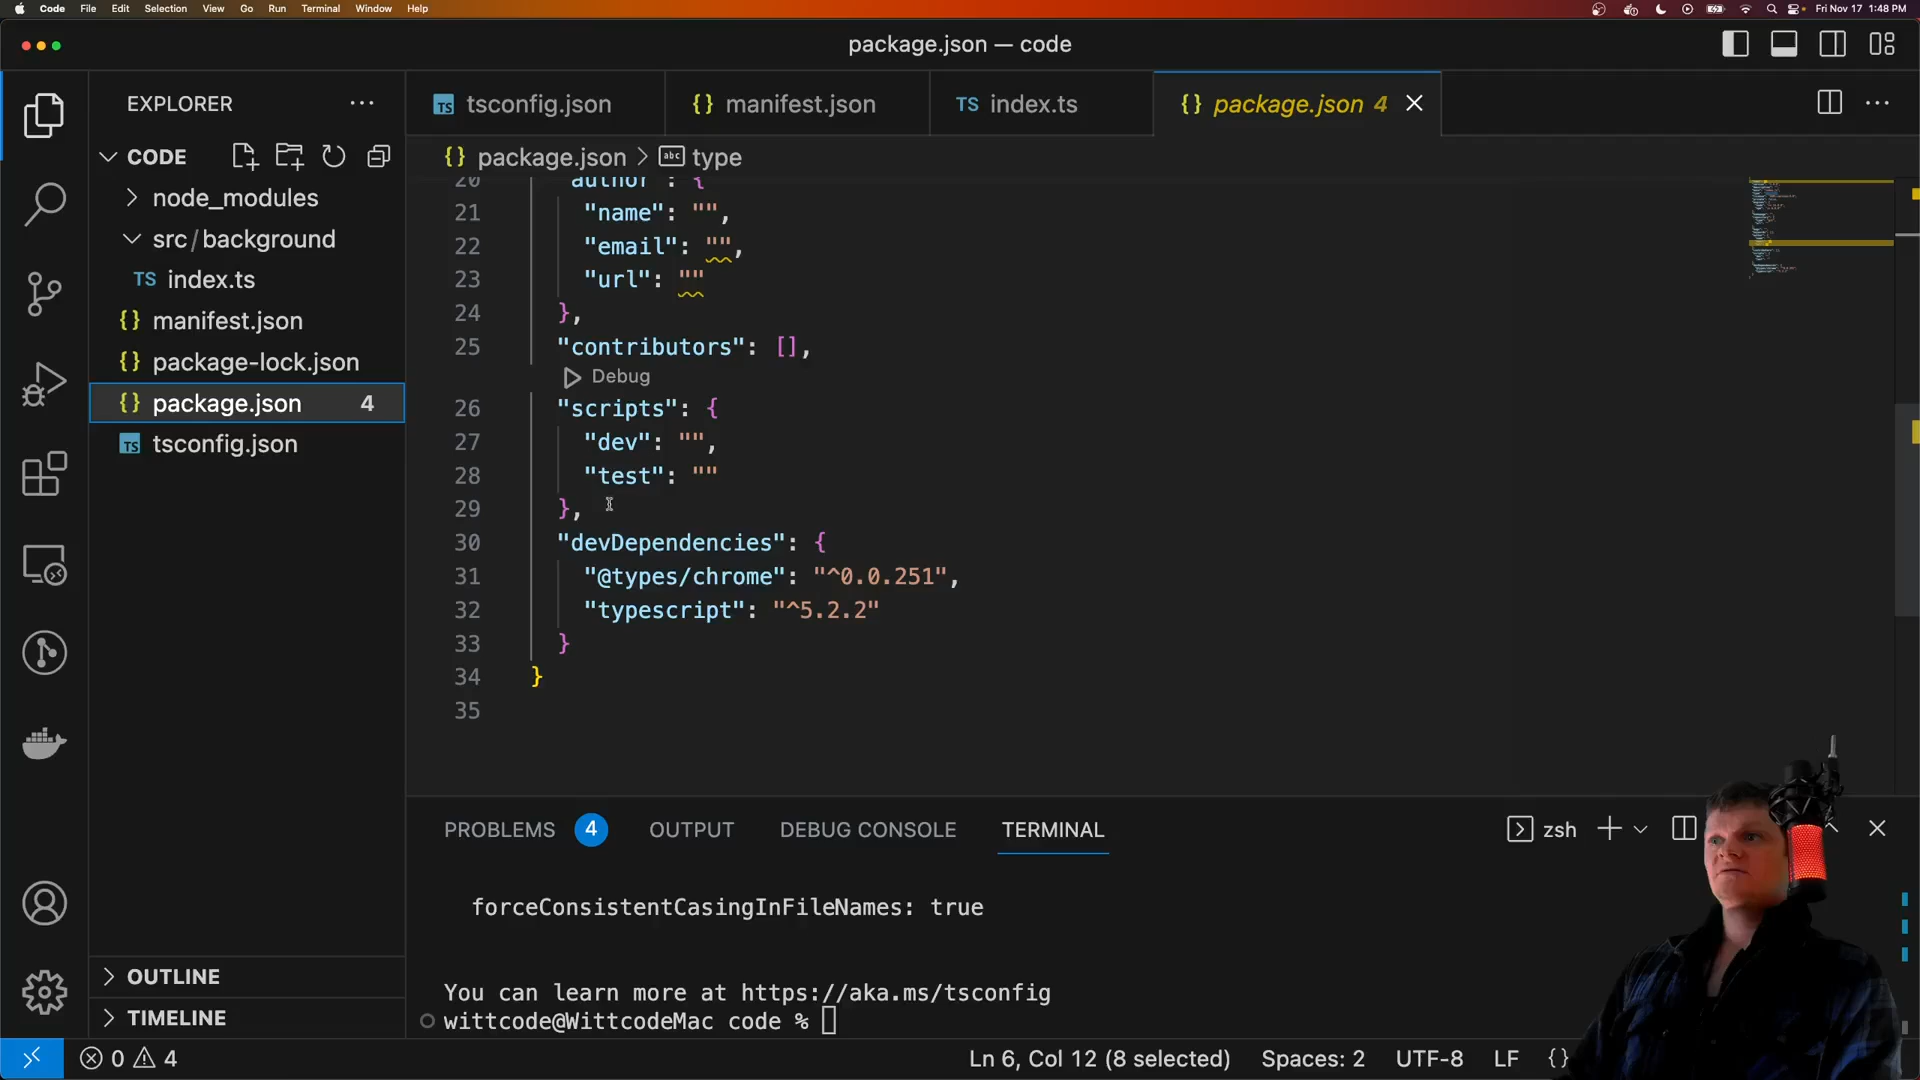 Code File Edit Selection View Go Run Terminal Window Help Fri Nov 17 1:48 PM
package.json — code
EXPLORER
TS tsconfig.json {} manifest.json TS index.ts {} package.json 4
CODE
{} package.json > abc type
node_modules
src/background
TS index.ts
{} manifest.json
{} package-lock.json
{} package.json 4
TS tsconfig.json
20 "author": {
21 "name": "",
22 "email": "",
23 "url": ""
24 },
25 "contributors": [],
Debug
26 "scripts": {
27 "dev": "",
28 "test": ""
29 },
30 "devDependencies": {
31 "@types/chrome": "^0.0.251",
32 "typescript": "^5.2.2"
33 }
34 }
35
PROBLEMS 4 OUTPUT DEBUG CONSOLE TERMINAL zsh
forceConsistentCasingInFileNames: true
You can learn more at https://aka.ms/tsconfig
wittcode@WittcodeMac code %
OUTLINE
TIMELINE
0 4 Ln 6, Col 12 (8 selected) Spaces: 2 UTF-8 LF {}